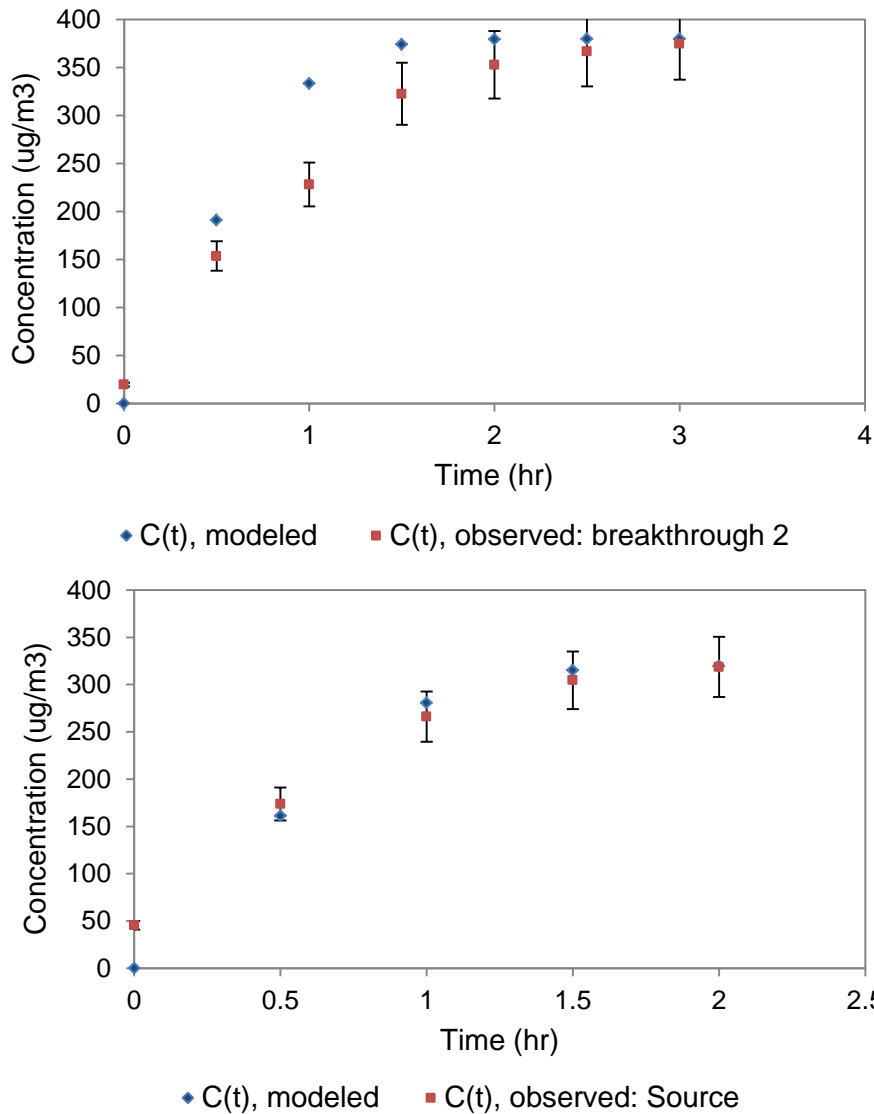 400
350
300
250
200
150
100
50
0
Concentration (ug/m3)
0 1 2 3 4
Time (hr)
C(t), modeled C(t), observed: breakthrough 2
400
350
300
250
200
150
100
50
0
Concentration (ug/m3)
0 0.5 1 1.5 2 2.5
Time (hr)
C(t), modeled C(t), observed: Source